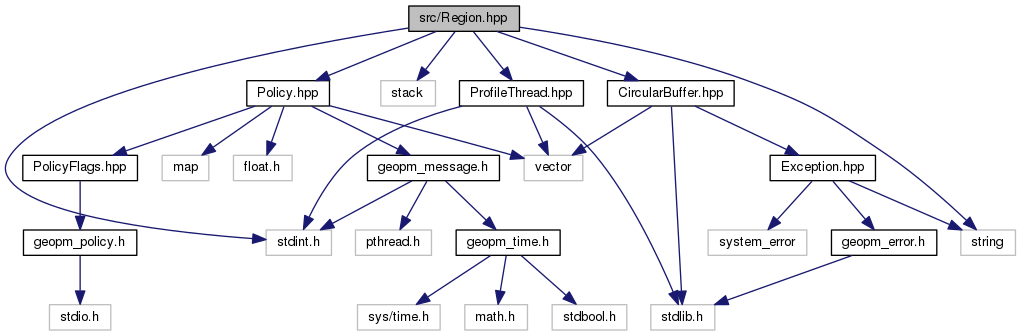 src/Region.hpp
Policy.hpp
stack
ProfileThread.hpp
CircularBuffer.hpp
PolicyFlags.hpp
map
float.h
geopm_message.h
vector
Exception.hpp
geopm_policy.h
stdint.h
pthread.h
geopm_time.h
system_error
geopm_error.h
string
stdio.h
sys/time.h
math.h
stdbool.h
stdlib.h